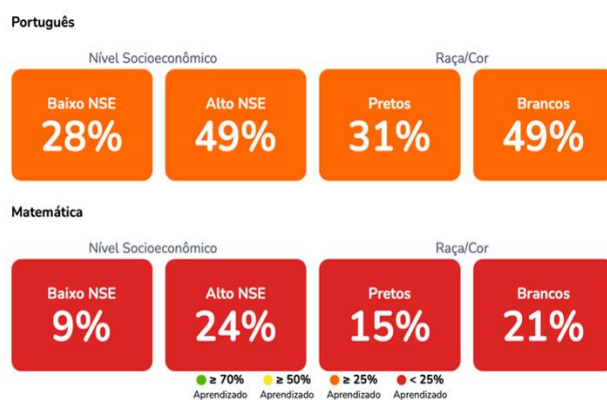 Português
Nível Socioeconômico Raça/Cor
Baixo NSE Alto NSE Pretos Brancos
28% 49% 31% 49%
Matemática
Nível Socioeconômico Raça/Cor
Baixo NSE Alto NSE Pretos Brancos
9% 24% 15% 21%
≥ 70% ≥ 50% ≥ 25% < 25%
Aprendizado Aprendizado Aprendizado Aprendizado